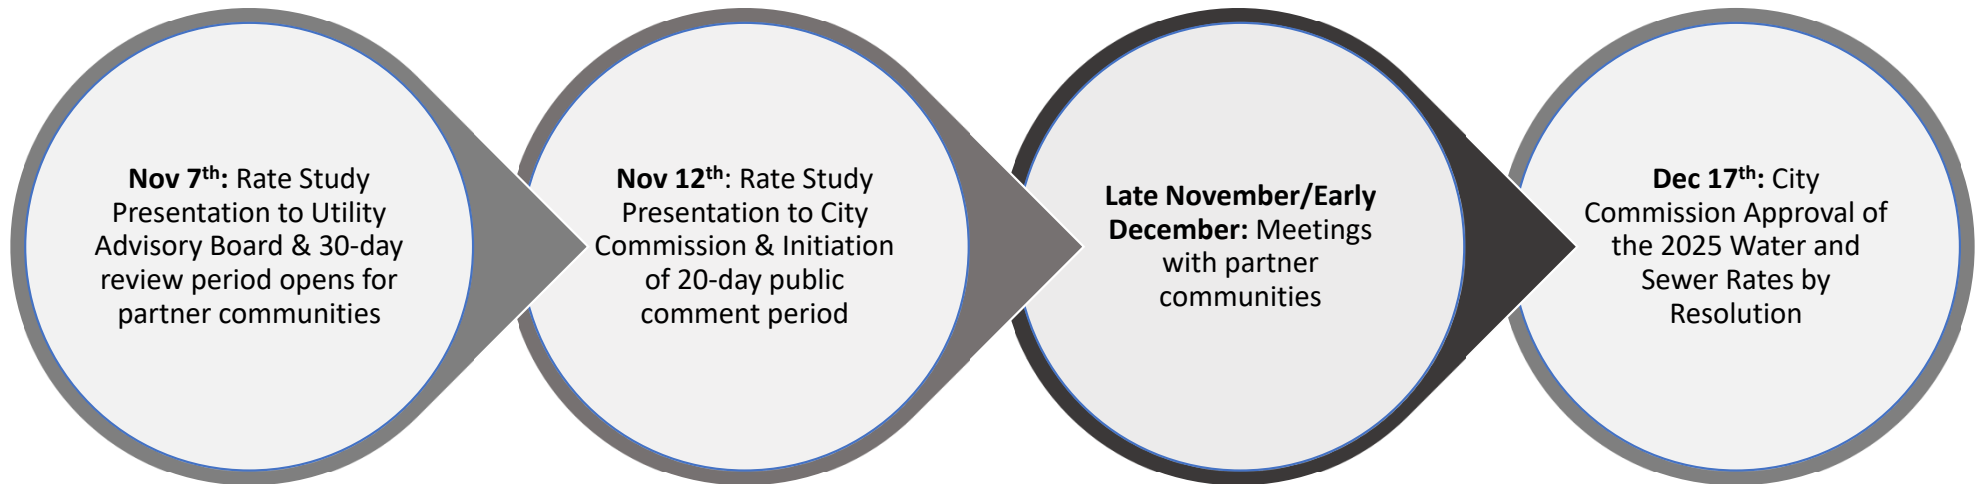 Nov 7th: Rate Study
Presentation to Utility
Advisory Board & 30-day
review period opens for
partner communities
Nov 12th: Rate Study
Presentation to City
Commission & Initiation
of 20-day public
comment period
Late November/Early
December: Meetings
with partner
communities
Dec 17th: City
Commission Approval of
the 2025 Water and
Sewer Rates by
Resolution